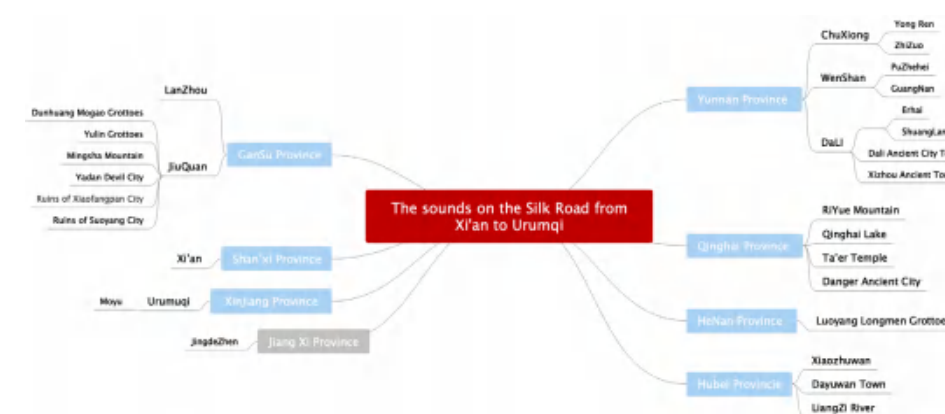 The sounds on the Silk Road from
Xi'an to Urumqi
GanSu Province
LanZhou
JiuQuan
Dunhuang Mogao Grottoes
Yulin Grottoes
Mingsha Mountain
Yadan Devil City
Ruins of Xiaofangpan City
Ruins of Suoyang City
Shan'xi Province
Xi'an
XinJiang Province
Urumuqi
Moyu
Jiang Xi Province
JingdeZhen
Yunnan Province
ChuXiong
Yong Ren
ZhiZuo
WenShan
PuZhehei
GuangNan
DaLI
Erhai
ShuangLan
Dali Ancient City T
Xizhou Ancient To
Qinghai Province
RiYue Mountain
Qinghai Lake
Ta'er Temple
Danger Ancient City
HeNan Province
Luoyang Longmen Grottoe
Hubei Provincie
Xiaozhuwan
Dayuwan Town
LiangZi River